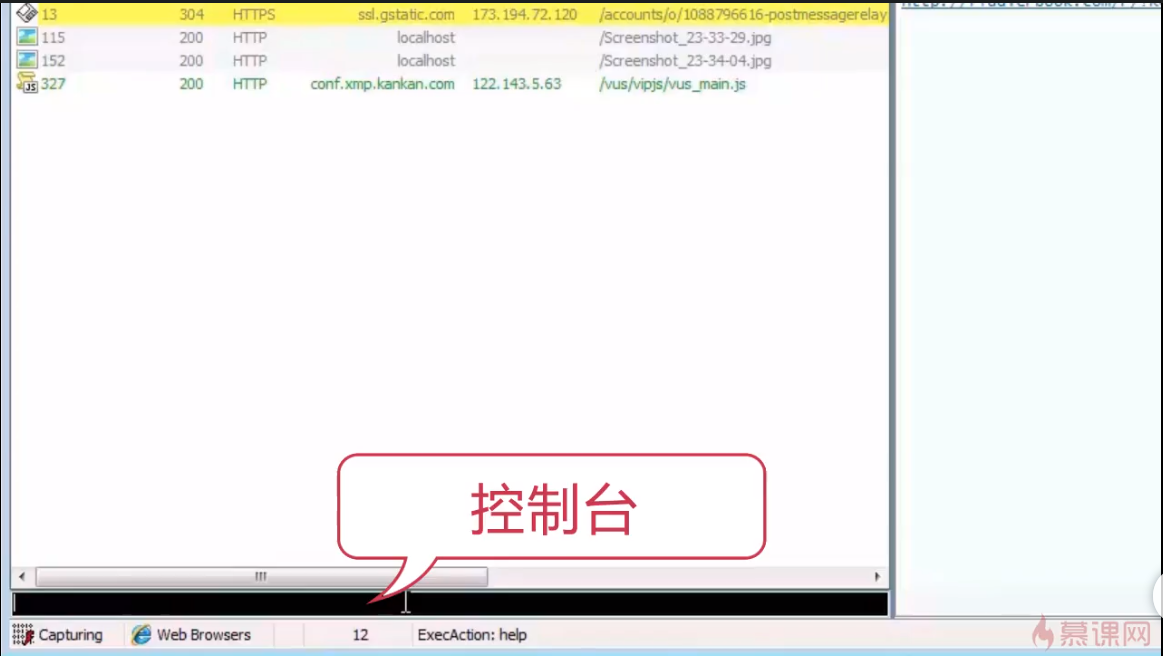 13 304 HTTPS ssl.gstatic.com 173.194.72.120 /accounts/o/1088796616-postmessagerelay
115 200 HTTP localhost /Screenshot_23-33-29.jpg
152 200 HTTP localhost /Screenshot_23-34-04.jpg
JS 327 200 HTTP conf.xmp.kankan.com 122.143.5.63 /vus/vipjs/vus_main.js
控制台
Capturing Web Browsers 12 ExecAction: help
慕课网